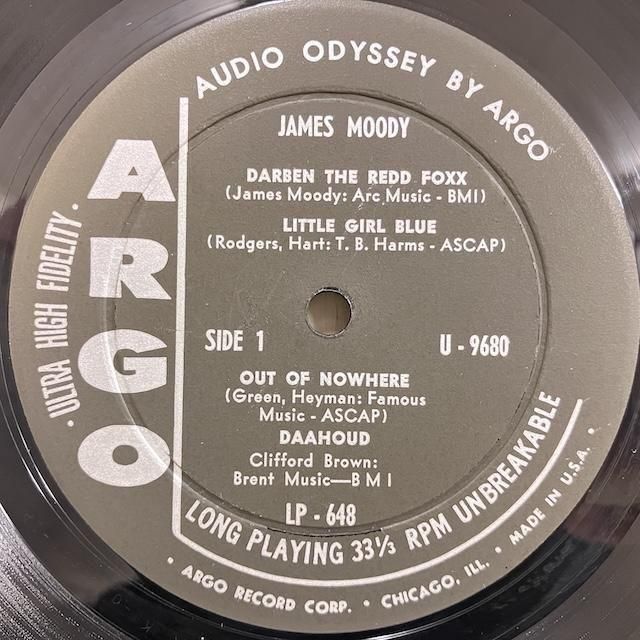 AUDIO ODYSSEY BY ARGO
ARGO
· ULTRA HIGH FIDELITY ·
JAMES MOODY
DARBEN THE REDD FOXX
(James Moody: Arc Music - BMI)
LITTLE GIRL BLUE
(Rodgers, Hart: T. B. Harms - ASCAP)
SIDE 1
U - 9680
OUT OF NOWHERE
(Green, Heyman: Famous
Music - ASCAP)
DAAHOUD
Clifford Brown:
Brent Music—B M I
LP - 648
LONG PLAYING 33⅓ RPM UNBREAKABLE
· ARGO RECORD CORP. · CHICAGO, ILL. · MADE IN U.S.A. ·